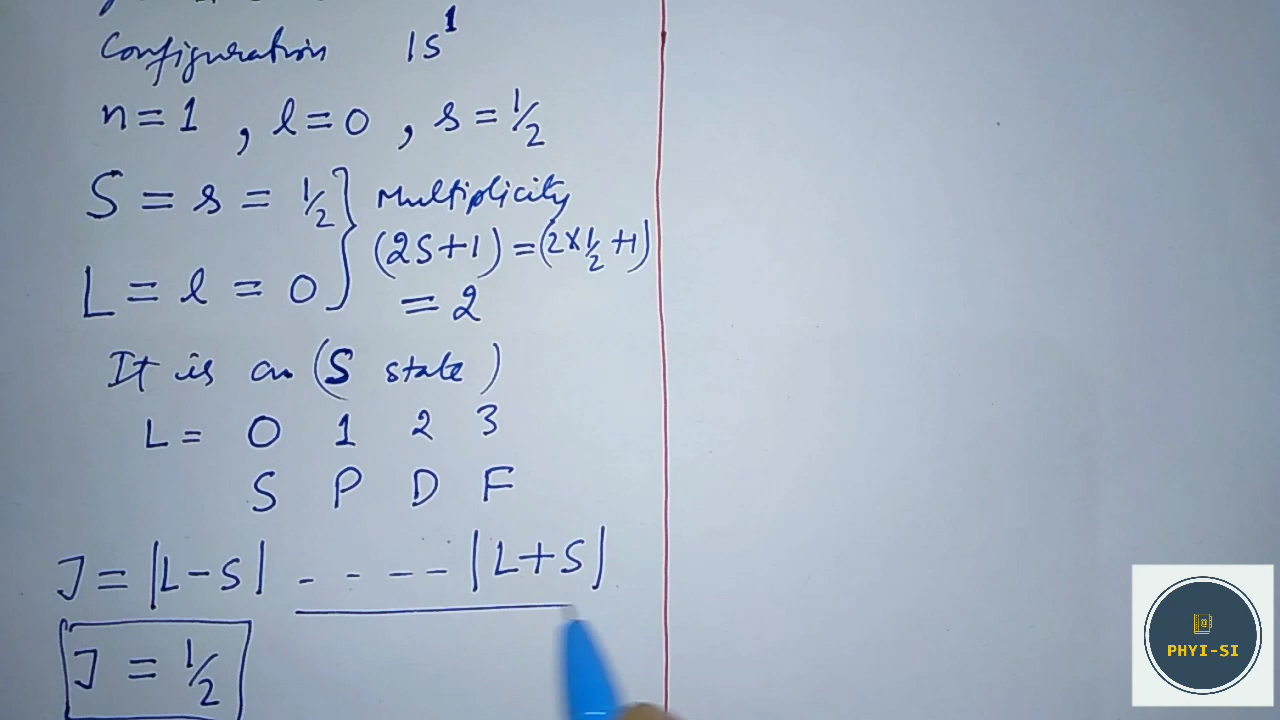 Configuration 1s¹
n = 1 , l = 0 , s = 1/2
S = s = 1/2 } Multiplicity
(2S+1) = (2×1/2 +1)
L = l = 0 = 2
It is an (S state)
L = 0 1 2 3
S P D F
J = |L-S| - - - - |L+S|
J = 1/2
PHYI-SI